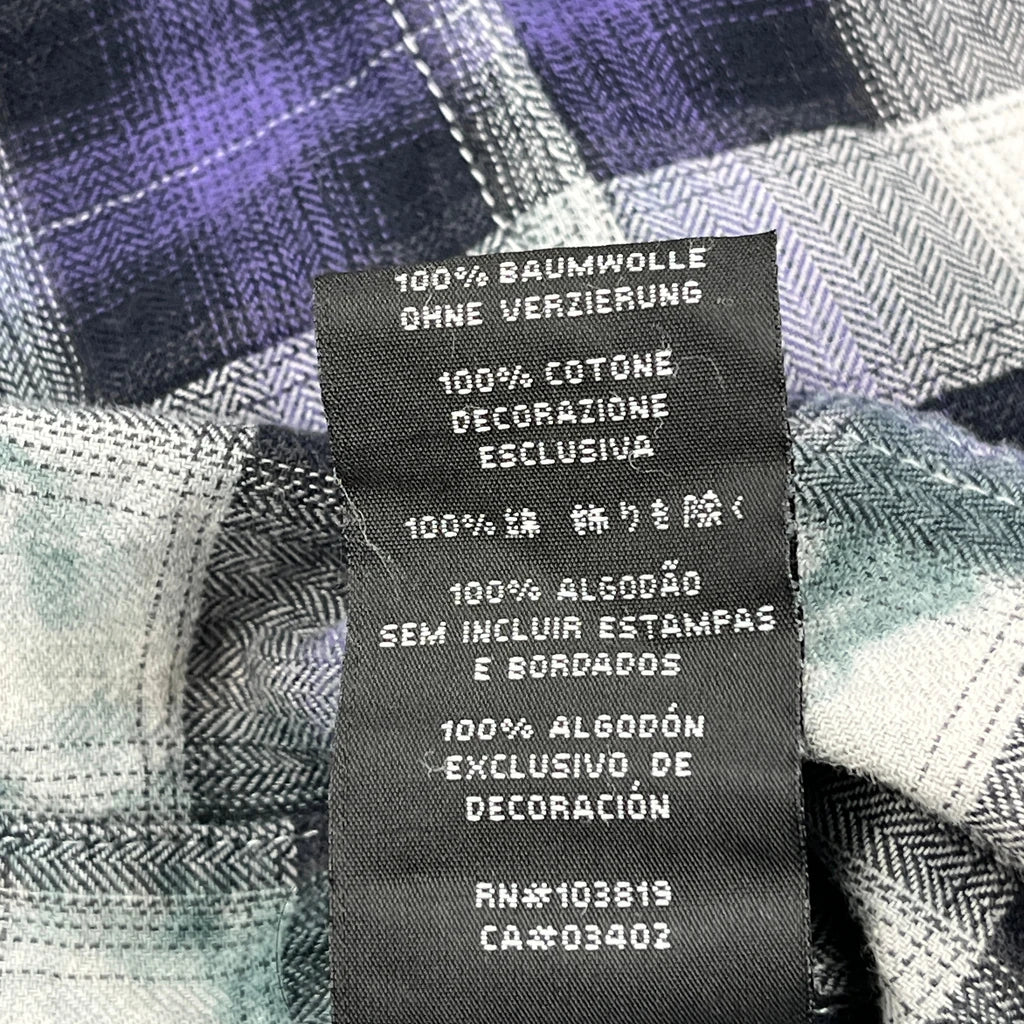 100% BAUMWOLLE
OHNE VERZIERUNG
100% COTONE
DECORAZIONE
ESCLUSIVA
100% 綿 飾りを除く
100% ALGODÃO
SEM INCLUIR ESTAMPAS
E BORDADOS
100% ALGODÓN
EXCLUSIVO DE
DECORACIÓN
RN#103819
CA#03402